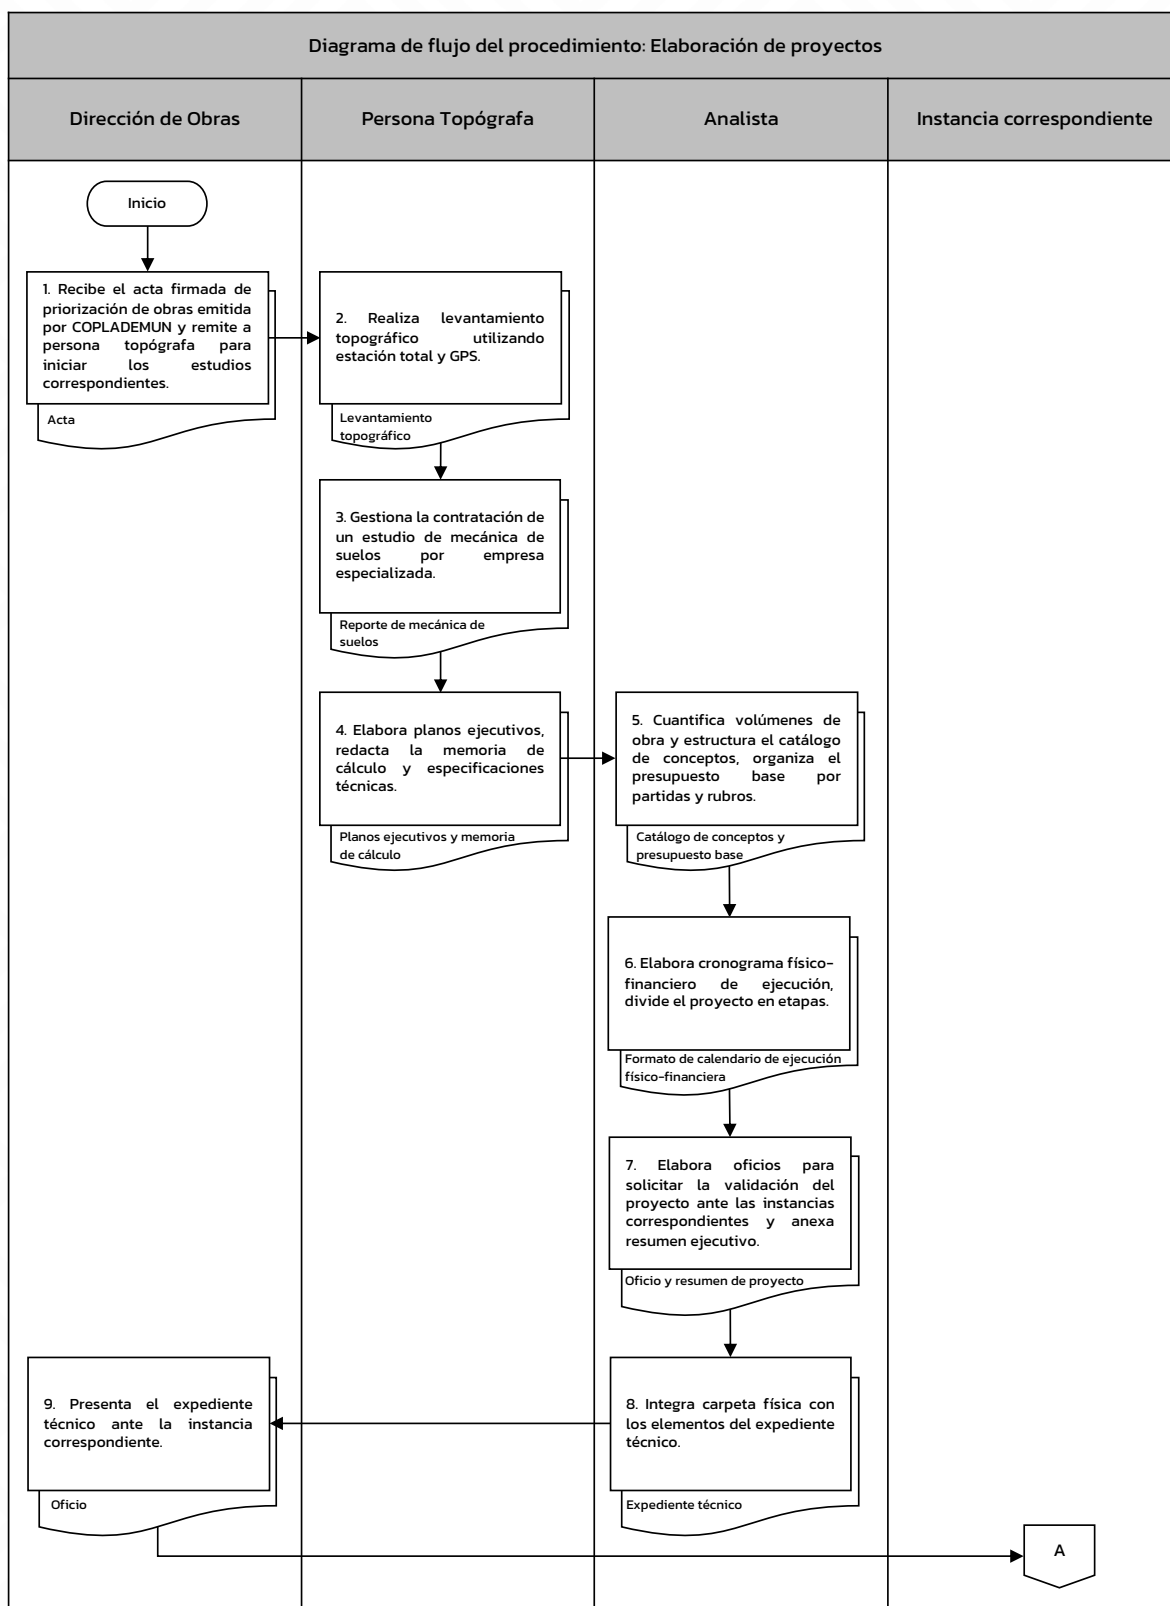 Diagrama de flujo del procedimiento: Elaboración de proyectos
Dirección de Obras
Persona Topógrafa
Analista
Instancia correspondiente
Inicio
1. Recibe el acta firmada de
priorización de obras emitida
por COPLADEMUN y remite a
persona topógrafa para
iniciar los estudios
correspondientes.
Acta
2. Realiza levantamiento
topográfico utilizando
estación total y GPS.
Levantamiento
topográfico
3. Gestiona la contratación de
un estudio de mecánica de
suelos por empresa
especializada.
Reporte de mecánica de
suelos
4. Elabora planos ejecutivos,
redacta la memoria de
cálculo y especificaciones
técnicas.
Planos ejecutivos y memoria
de cálculo
5. Cuantifica volúmenes de
obra y estructura el catálogo
de conceptos, organiza el
presupuesto base por
partidas y rubros.
Catálogo de conceptos y
presupuesto base
6. Elabora cronograma físico-
financiero de ejecución,
divide el proyecto en etapas.
Formato de calendario de ejecución
físico-financiera
7. Elabora oficios para
solicitar la validación del
proyecto ante las instancias
correspondientes y anexa
resumen ejecutivo.
Oficio y resumen de proyecto
8. Integra carpeta física con
los elementos del expediente
técnico.
Expediente técnico
9. Presenta el expediente
técnico ante la instancia
correspondiente.
Oficio
A